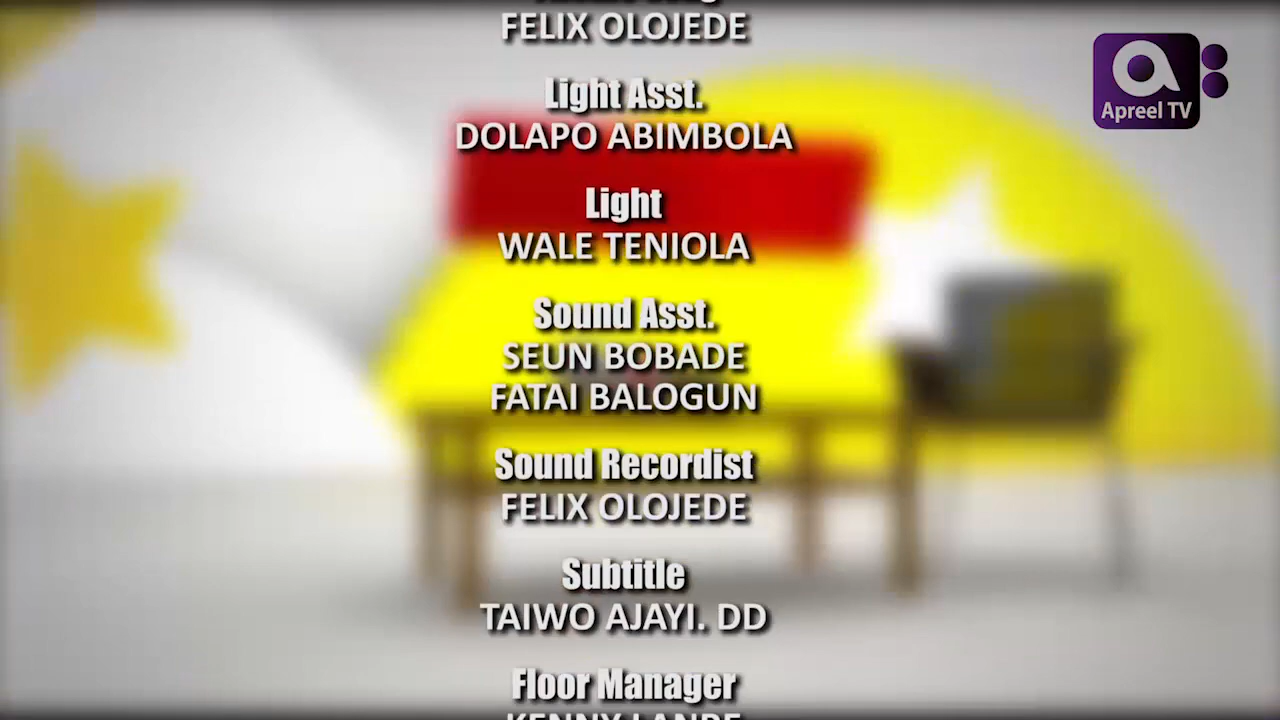 FELIX OLOJEDE
Light Asst.
DOLAPO ABIMBOLA
Light
WALE TENIOLA
Sound Asst.
SEUN BOBADE
FATAI BALOGUN
Sound Recordist
FELIX OLOJEDE
Subtitle
TAIWO AJAYI. DD
Floor Manager
a
Apreel TV